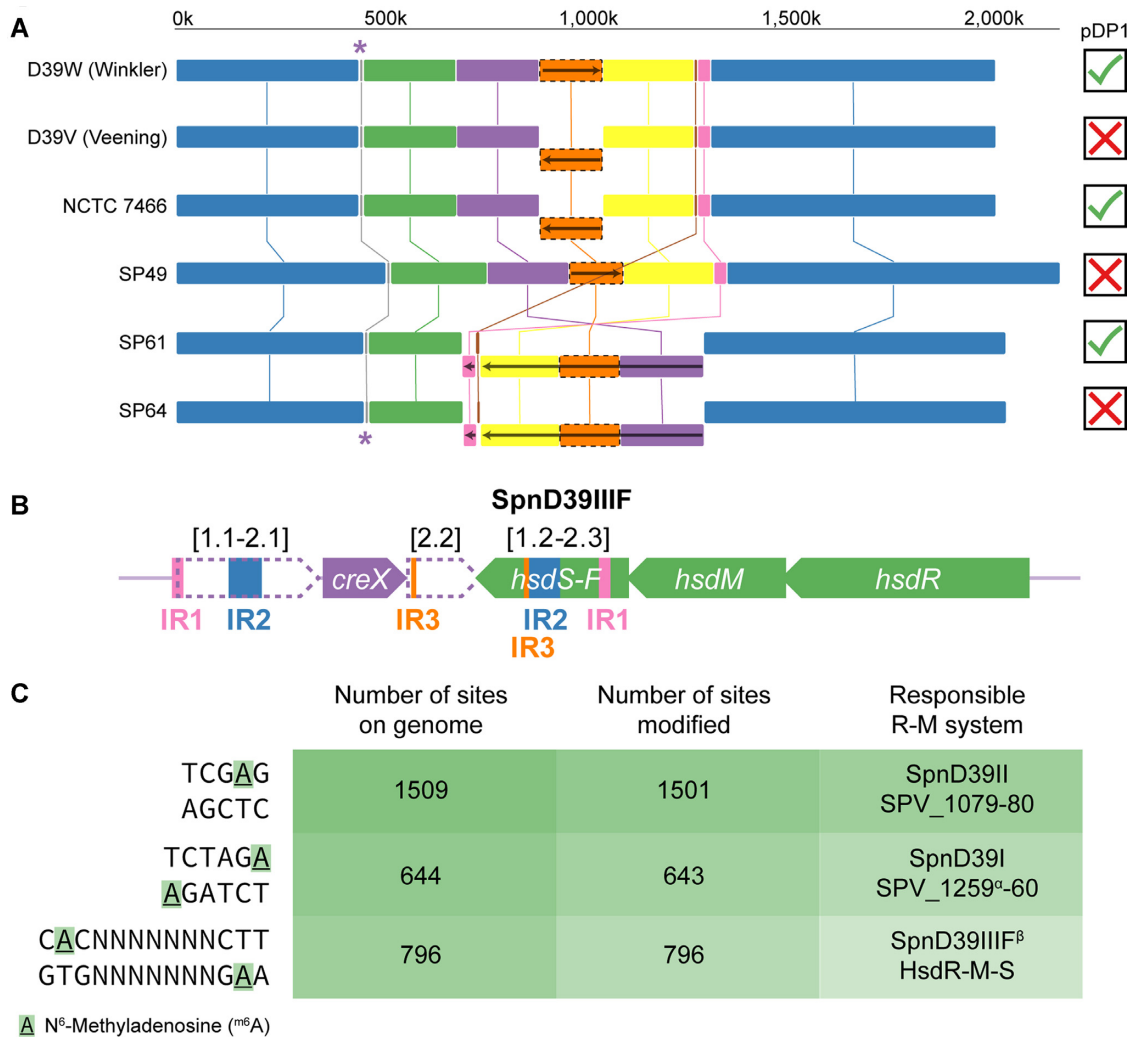 A
0k 500k 1,000k 1,500k 2,000k
pDP1
*
D39W (Winkler)
D39V (Veening)
NCTC 7466
SP49
SP61
SP64
*
B
SpnD39IIIF
[1.1-2.1] [2.2] [1.2-2.3]
creX hsdS-F hsdM hsdR
IR1 IR2 IR3 IR2 IR1
IR3
C
Number of sites on genome
Number of sites modified
Responsible R-M system
TCGAG
AGCTC
1509 1501
SpnD39II
SPV_1079-80
TCTAGA
AGATCT
644 643
SpnD39I
SPV_1259α-60
CACNNNNNNNCTT
GTGNNNNNNNGAA
796 796
SpnD39IIIFβ
HsdR-M-S
A N6-Methyladenosine (m6A)